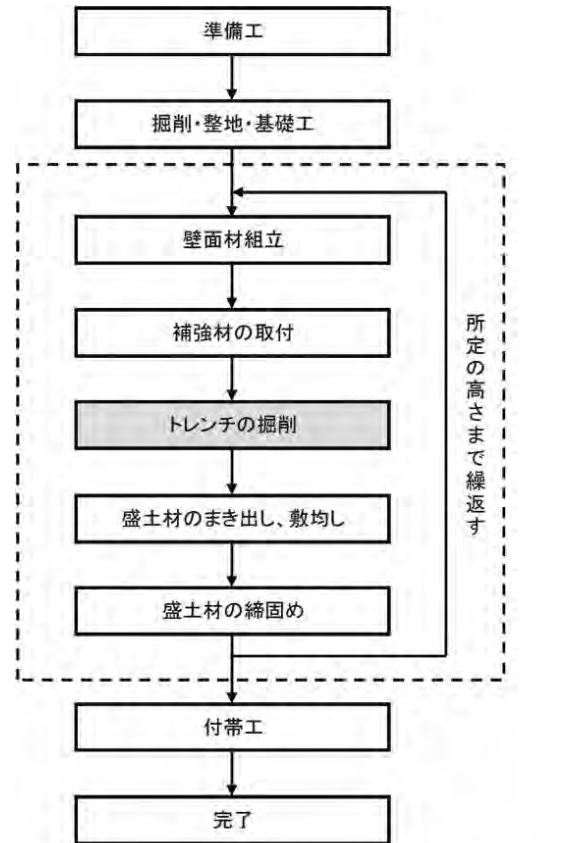 準備工
掘削・整地・基礎工
壁面材組立
補強材の取付
トレンチの掘削
盛土材のまき出し、敷均し
盛土材の締固め
所定の高さまで繰返す
付帯工
完了